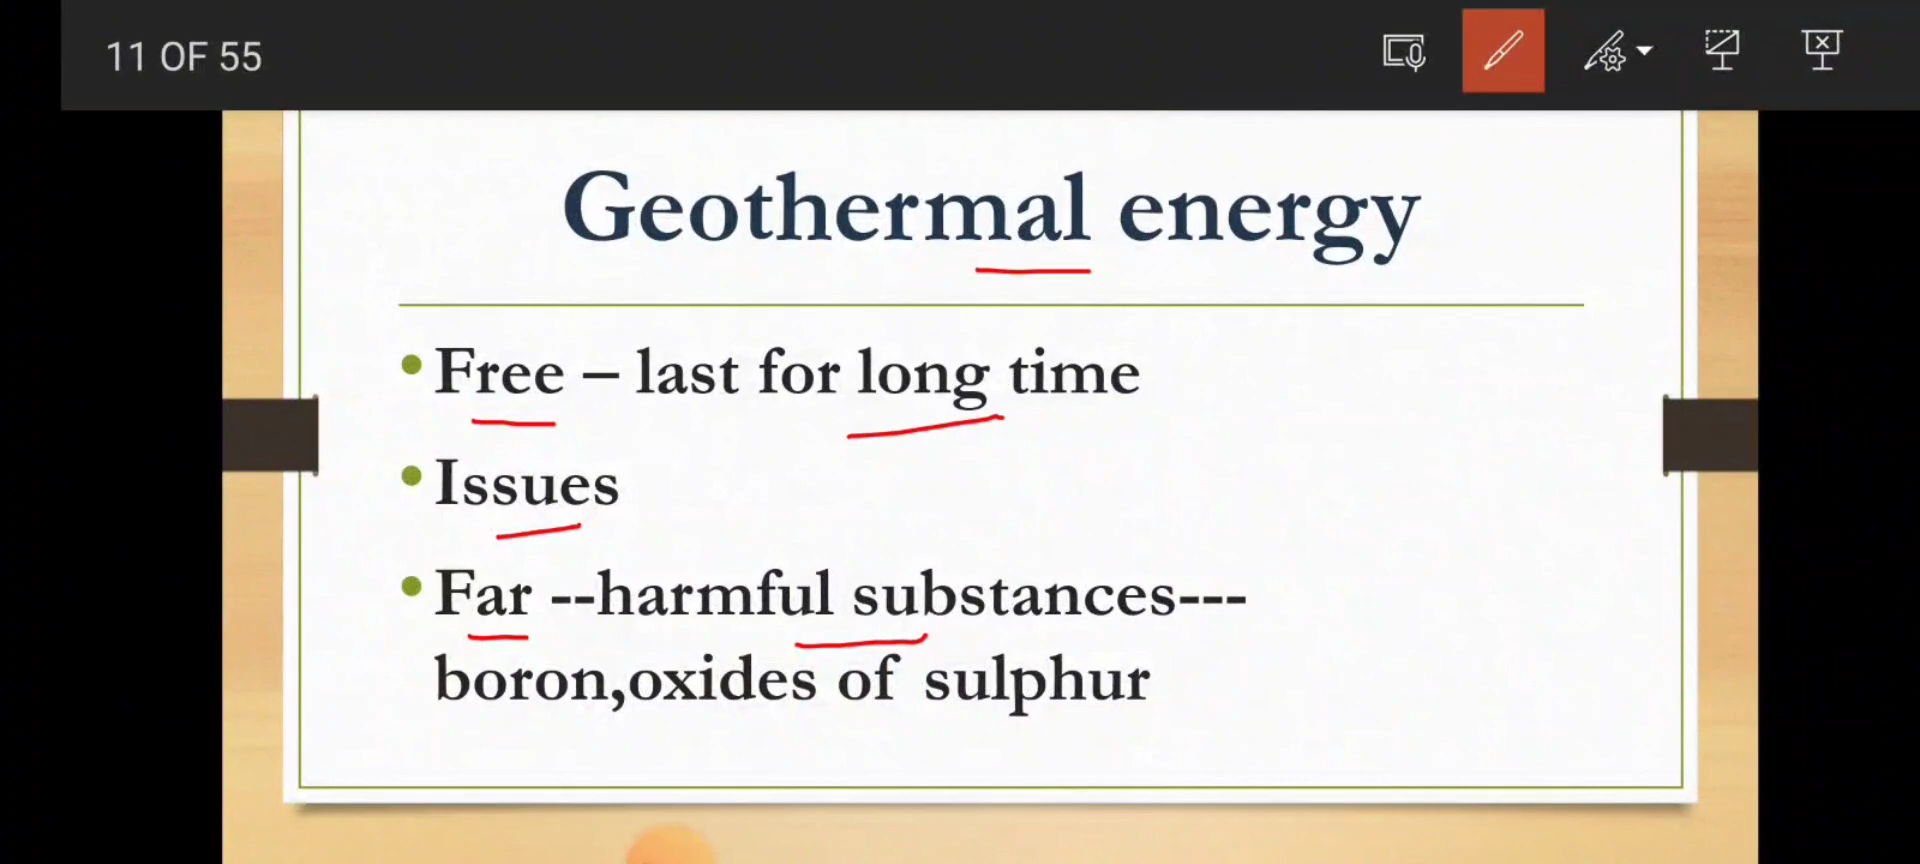 11 OF 55
Geothermal energy
• Free – last for long time
• Issues
• Far --harmful substances---
boron,oxides of sulphur